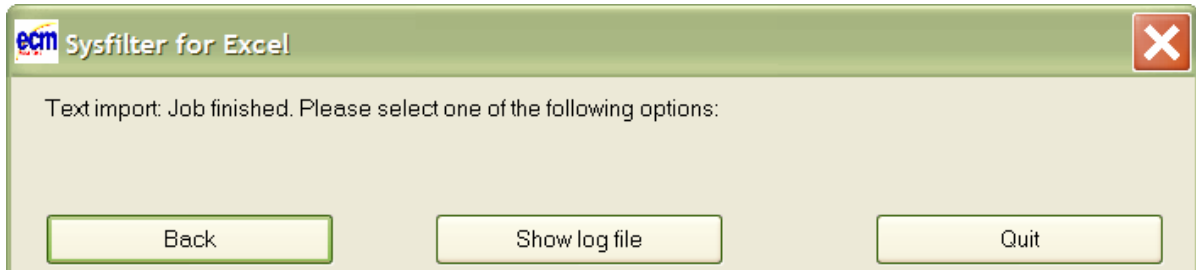 ecm Sysfilter for Excel
Text import: Job finished. Please select one of the following options:
Back Show log file Quit